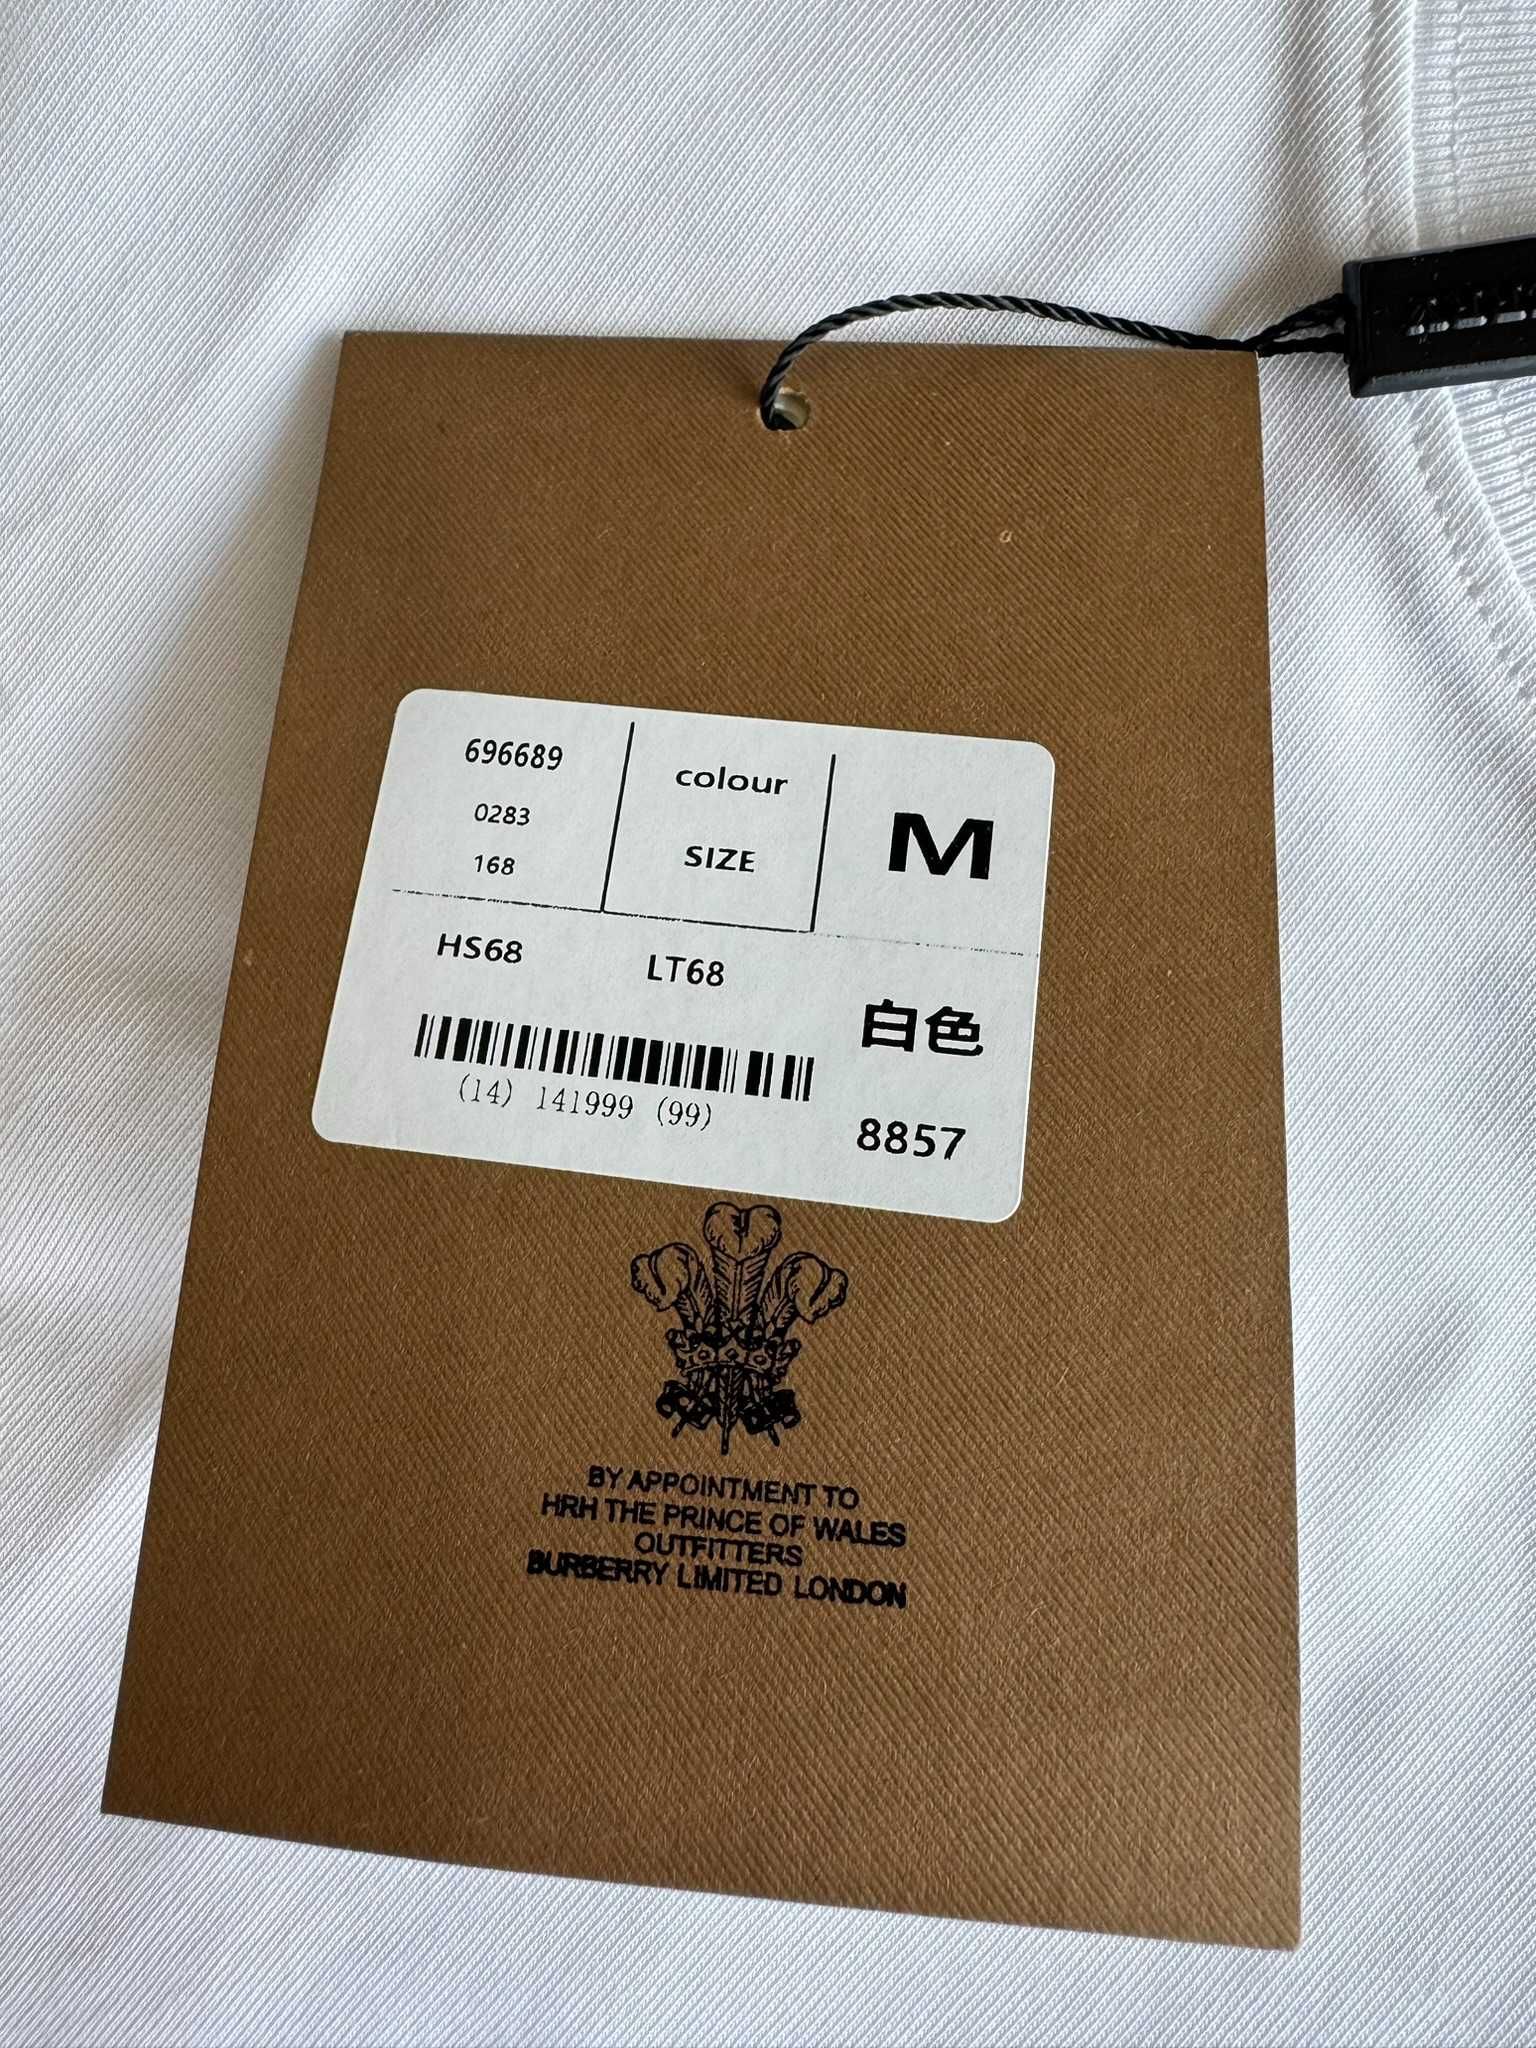 696689
0283
168
colour
SIZE
M
HS68
LT68
白色
(14) 141999 (99)
8857
BY APPOINTMENT TO
HRH THE PRINCE OF WALES
OUTFITTERS
BURBERRY LIMITED LONDON